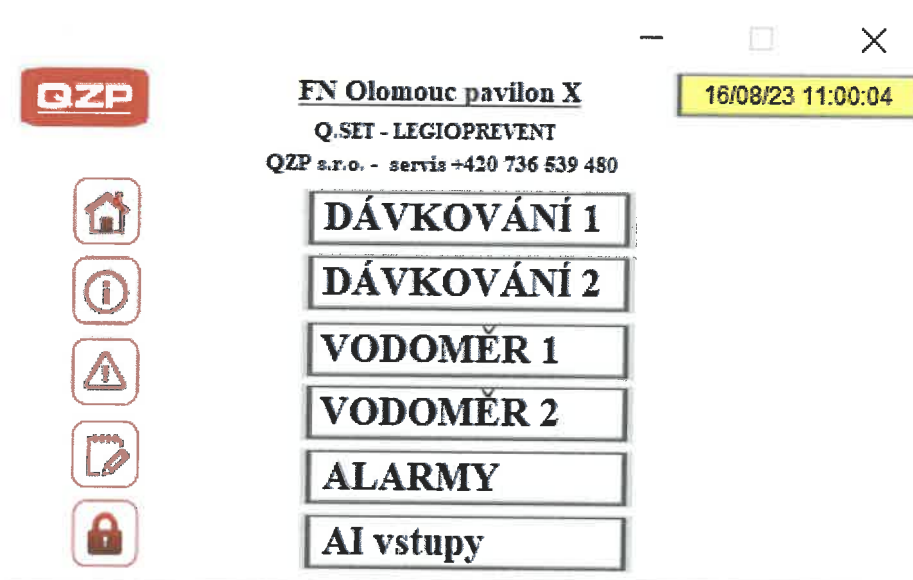 QZP
FN Olomouc pavilon X
16/08/23 11:00:04
Q.SET - LEGIOPREVENT
QZP s.r.o. - servis +420 736 539 480
DÁVKOVÁNÍ 1
DÁVKOVÁNÍ 2
VODOMĚR 1
VODOMĚR 2
ALARMY
AI vstupy